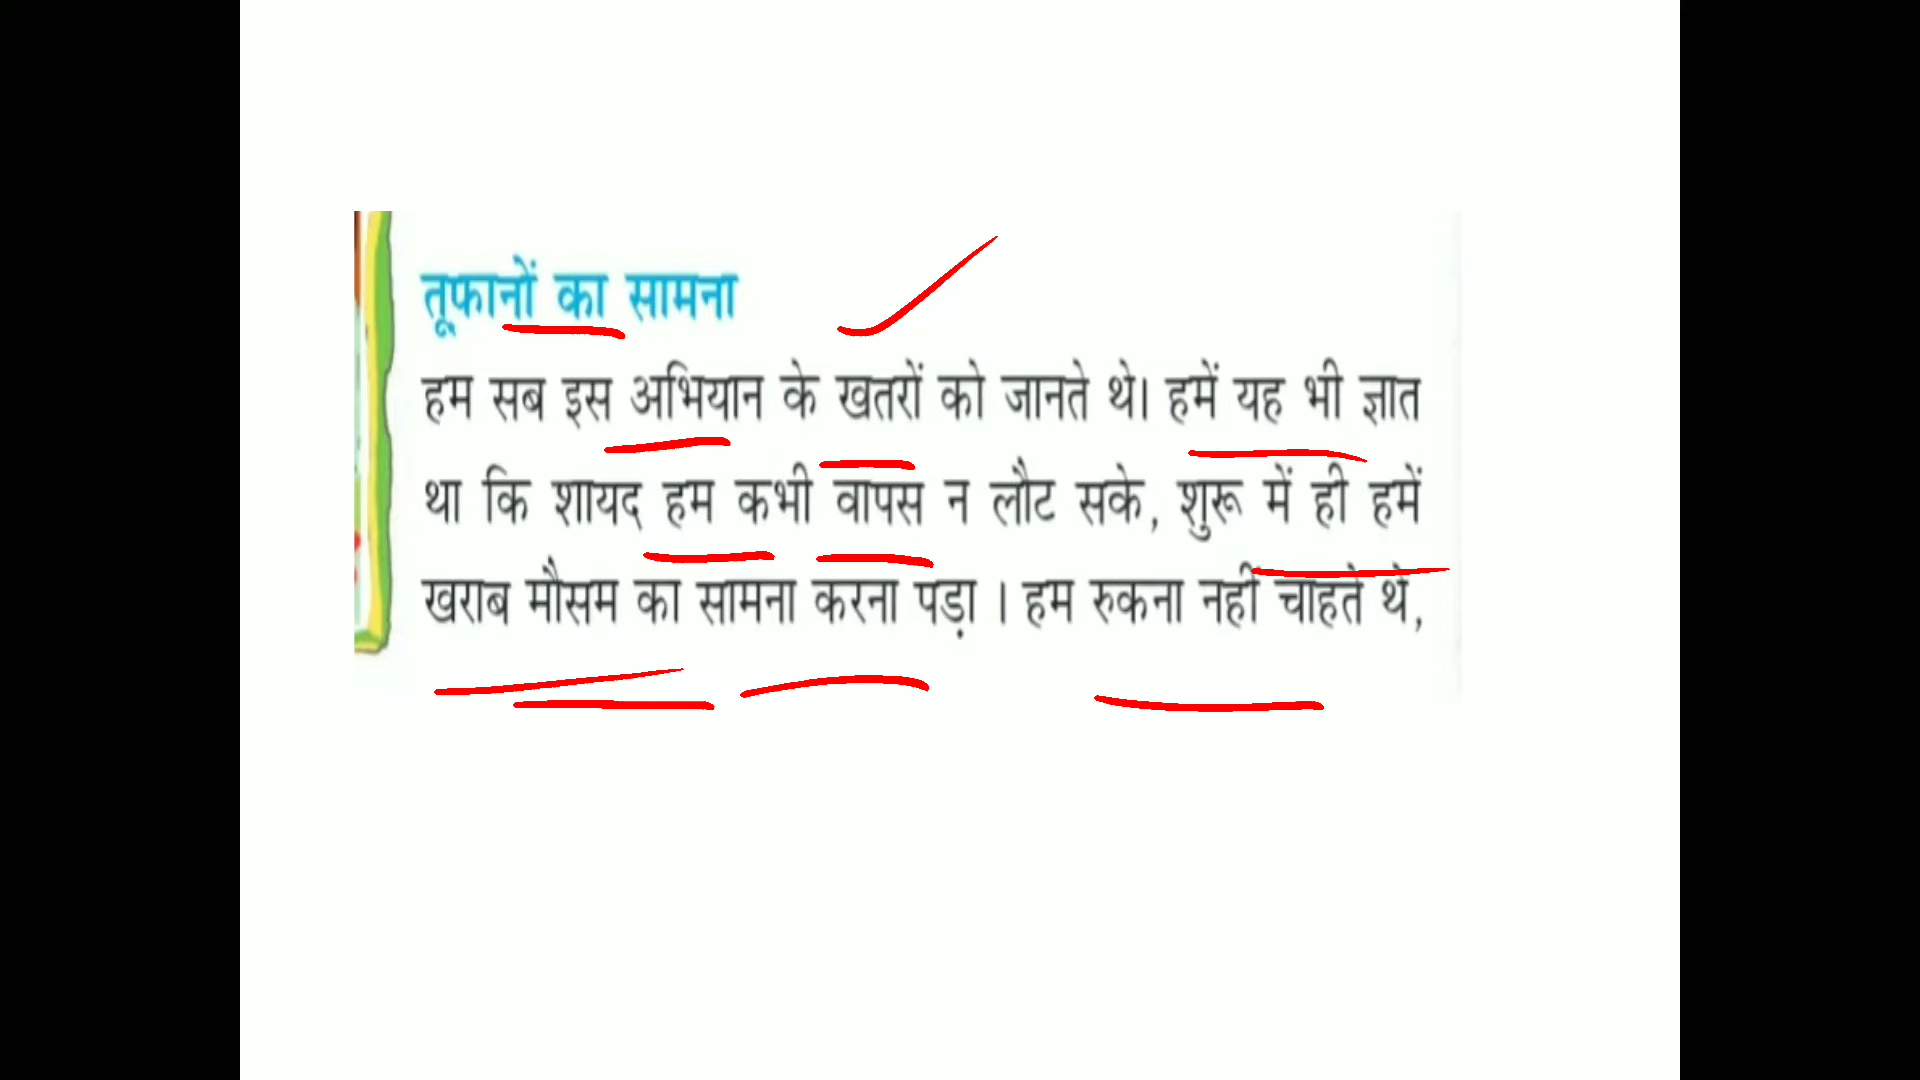 तूफानों का सामना
हम सब इस अभियान के खतरों को जानते थे। हमें यह भी ज्ञात
था कि शायद हम कभी वापस न लौट सके, शुरू में ही हमें
खराब मौसम का सामना करना पड़ा । हम रुकना नहीं चाहते थे,